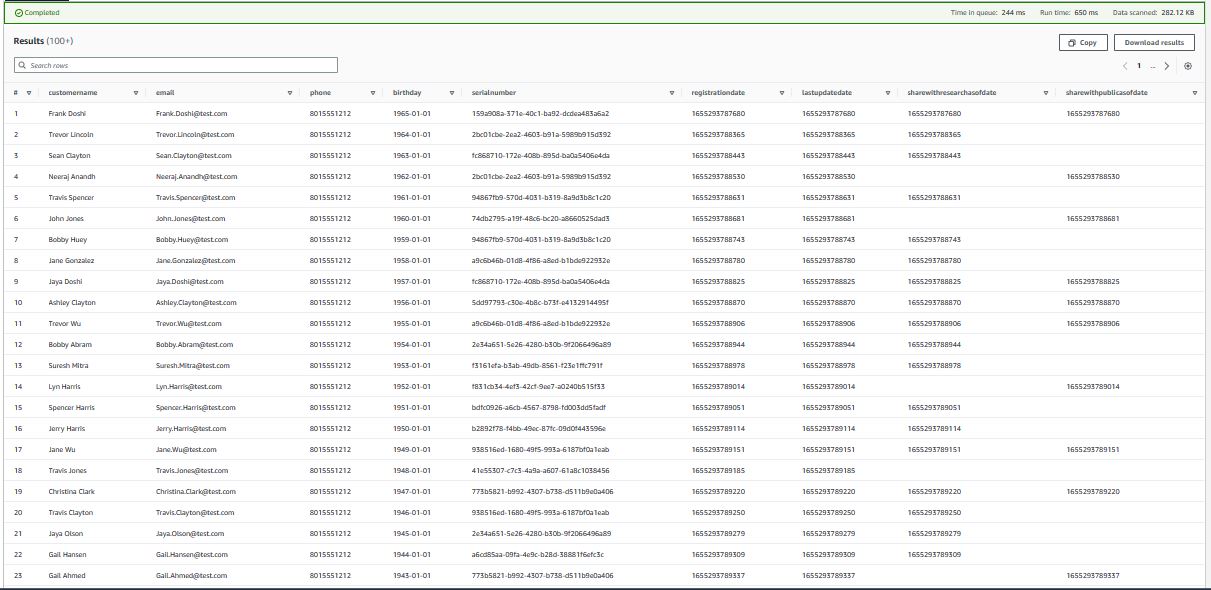 Completed Time in queue: 244 ms Run time: 650 ms Data scanned: 282.12 KB
Results (100+) Copy Download results
Search rows 1 ...
# customername email phone birthday serialnumber registrationdate lastupdatedate sharewithresearchasofdate sharewithpublicasofdate
1 Frank Doshi Frank.Doshi@test.com 8015551212 1965-01-01 159a908a-371e-40c1-ba92-dcdea483a6a2 1655293787680 1655293787680 1655293787680 1655293787680
2 Trevor Lincoln Trevor.Lincoln@test.com 8015551212 1964-01-01 2bc01cbe-2ea2-4603-b91a-5989b915d392 1655293788365 1655293788365 1655293788365
3 Sean Clayton Sean.Clayton@test.com 8015551212 1963-01-01 fc868710-172e-408b-895d-ba0a5406e4da 1655293788443 1655293788443 1655293788443
4 Neeraj Anandh Neeraj.Anandh@test.com 8015551212 1962-01-01 2bc01cbe-2ea2-4603-b91a-5989b915d392 1655293788530 1655293788530 1655293788530
5 Travis Spencer Travis.Spencer@test.com 8015551212 1961-01-01 94867fb9-570d-4031-b319-8a9d3b8c1c20 1655293788631 1655293788631 1655293788631
6 John Jones John.Jones@test.com 8015551212 1960-01-01 74db2795-a19f-48c6-bc20-a8660525dad3 1655293788681 1655293788681 1655293788681
7 Bobby Huey Bobby.Huey@test.com 8015551212 1959-01-01 94867fb9-570d-4031-b319-8a9d3b8c1c20 1655293788743 1655293788743 1655293788743
8 Jane Gonzalez Jane.Gonzalez@test.com 8015551212 1958-01-01 a9c6b46b-01d8-4f86-a8ed-b1bde922932e 1655293788780 1655293788780 1655293788780
9 Jaya Doshi Jaya.Doshi@test.com 8015551212 1957-01-01 fc868710-172e-408b-895d-ba0a5406e4da 1655293788825 1655293788825 1655293788825 1655293788825
10 Ashley Clayton Ashley.Clayton@test.com 8015551212 1956-01-01 5dd97793-c30e-4b8c-b73f-e4132914495f 1655293788870 1655293788870 1655293788870 1655293788870
11 Trevor Wu Trevor.Wu@test.com 8015551212 1955-01-01 a9c6b46b-01d8-4f86-a8ed-b1bde922932e 1655293788906 1655293788906 1655293788906 1655293788906
12 Bobby Abram Bobby.Abram@test.com 8015551212 1954-01-01 2e34a651-5e26-4280-b30b-9f2066496a89 1655293788944 1655293788944 1655293788944
13 Suresh Mitra Suresh.Mitra@test.com 8015551212 1953-01-01 f3161efa-b3ab-49db-8561-f23e1ffc791f 1655293788978 1655293788978 1655293788978
14 Lyn Harris Lyn.Harris@test.com 8015551212 1952-01-01 f831cb34-4ef3-42cf-9ee7-a0240b515f33 1655293789014 1655293789014 1655293789014
15 Spencer Harris Spencer.Harris@test.com 8015551212 1951-01-01 bdfc0926-a6cb-4567-8798-fd003dd5fadf 1655293789051 1655293789051 1655293789051
16 Jerry Harris Jerry.Harris@test.com 8015551212 1950-01-01 b2892f78-f4bb-49ec-87fc-09d0f443596e 1655293789114 1655293789114 1655293789114
17 Jane Wu Jane.Wu@test.com 8015551212 1949-01-01 938516ed-1680-49f5-993a-6187bf0a1eab 1655293789151 1655293789151 1655293789151 1655293789151
18 Travis Jones Travis.Jones@test.com 8015551212 1948-01-01 41e55307-c7c3-4a9a-a607-61a8c1038456 1655293789185 1655293789185
19 Christina Clark Christina.Clark@test.com 8015551212 1947-01-01 773b5821-b992-4307-b738-d511b9e0a406 1655293789220 1655293789220 1655293789220 1655293789220
20 Travis Clayton Travis.Clayton@test.com 8015551212 1946-01-01 938516ed-1680-49f5-993a-6187bf0a1eab 1655293789250 1655293789250 1655293789250
21 Jaya Olson Jaya.Olson@test.com 8015551212 1945-01-01 2e34a651-5e26-4280-b30b-9f2066496a89 1655293789279 1655293789279 1655293789279
22 Gail Hansen Gail.Hansen@test.com 8015551212 1944-01-01 a6cd85aa-09fa-4e9c-b28d-38881f6efc3c 1655293789309 1655293789309 1655293789309
23 Gail Ahmed Gail.Ahmed@test.com 8015551212 1943-01-01 773b5821-b992-4307-b738-d511b9e0a406 1655293789337 1655293789337 1655293789337